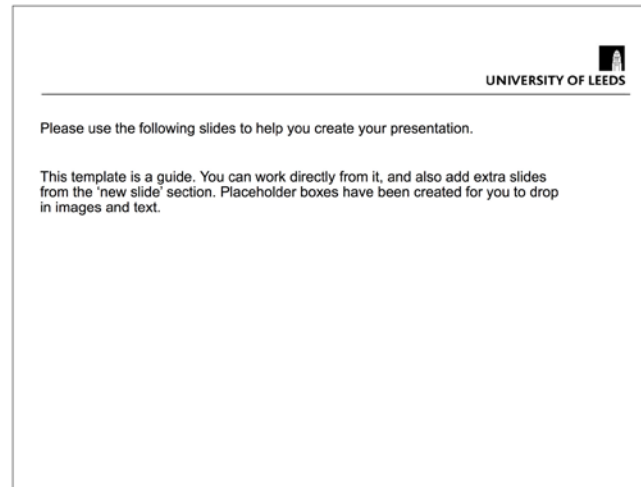 UNIVERSITY OF LEEDS
Please use the following slides to help you create your presentation.
This template is a guide. You can work directly from it, and also add extra slides
from the ‘new slide’ section. Placeholder boxes have been created for you to drop
in images and text.